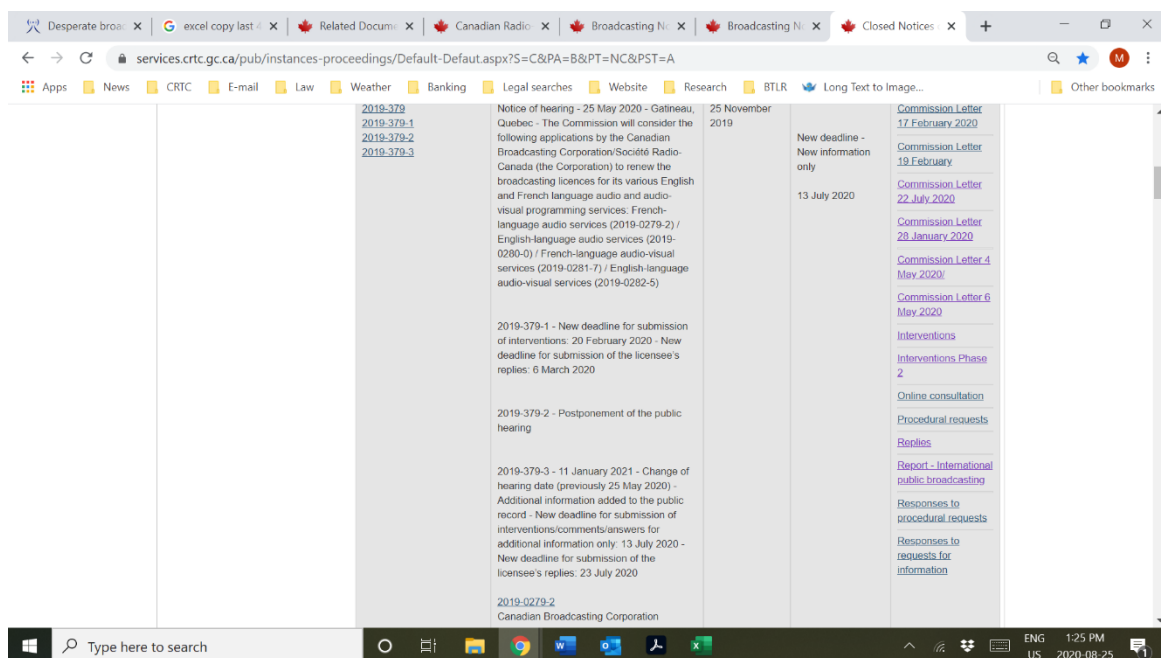 Desperate broad
excel copy last 4
Related Docume
Canadian Radio-
Broadcasting No
Broadcasting No
Closed Notices
services.crtc.gc.ca/pub/instances-proceedings/Default-Defaut.aspx?S=C&PA=B&PT=NC&PST=A
M
Apps
News
CRTC
E-mail
Law
Weather
Banking
Legal searches
Website
Research
BTLR
Long Text to Image...
Other bookmarks
2019-379
2019-379-1
2019-379-2
2019-379-3
Notice of hearing - 25 May 2020 - Gatineau,
Quebec - The Commission will consider the
following applications by the Canadian
Broadcasting Corporation/Société Radio-
Canada (the Corporation) to renew the
broadcasting licences for its various English
and French language audio and audio-
visual programming services: French-
language audio services (2019-0279-2) /
English-language audio services (2019-
0280-0) / French-language audio-visual
services (2019-0281-7) / English-language
audio-visual services (2019-0282-5)
2019-379-1 - New deadline for submission
of interventions: 20 February 2020 - New
deadline for submission of the licensee's
replies: 6 March 2020
2019-379-2 - Postponement of the public
hearing
2019-379-3 - 11 January 2021 - Change of
hearing date (previously 25 May 2020) -
Additional information added to the public
record - New deadline for submission of
interventions/comments/answers for
additional information only: 13 July 2020 -
New deadline for submission of the
licensee's replies: 23 July 2020
2019-0279-2
Canadian Broadcasting Corporation
25 November
2019
New deadline -
New information
only
13 July 2020
Commission Letter
17 February 2020
Commission Letter
19 February
Commission Letter
22 July 2020
Commission Letter
28 January 2020
Commission Letter 4
May 2020/
Commission Letter 6
May 2020
Interventions
Interventions Phase
2
Online consultation
Procedural requests
Replies
Report - International
public broadcasting
Responses to
procedural requests
Responses to
requests for
information
Type here to search
ENG
US
1:25 PM
2020-08-25
1